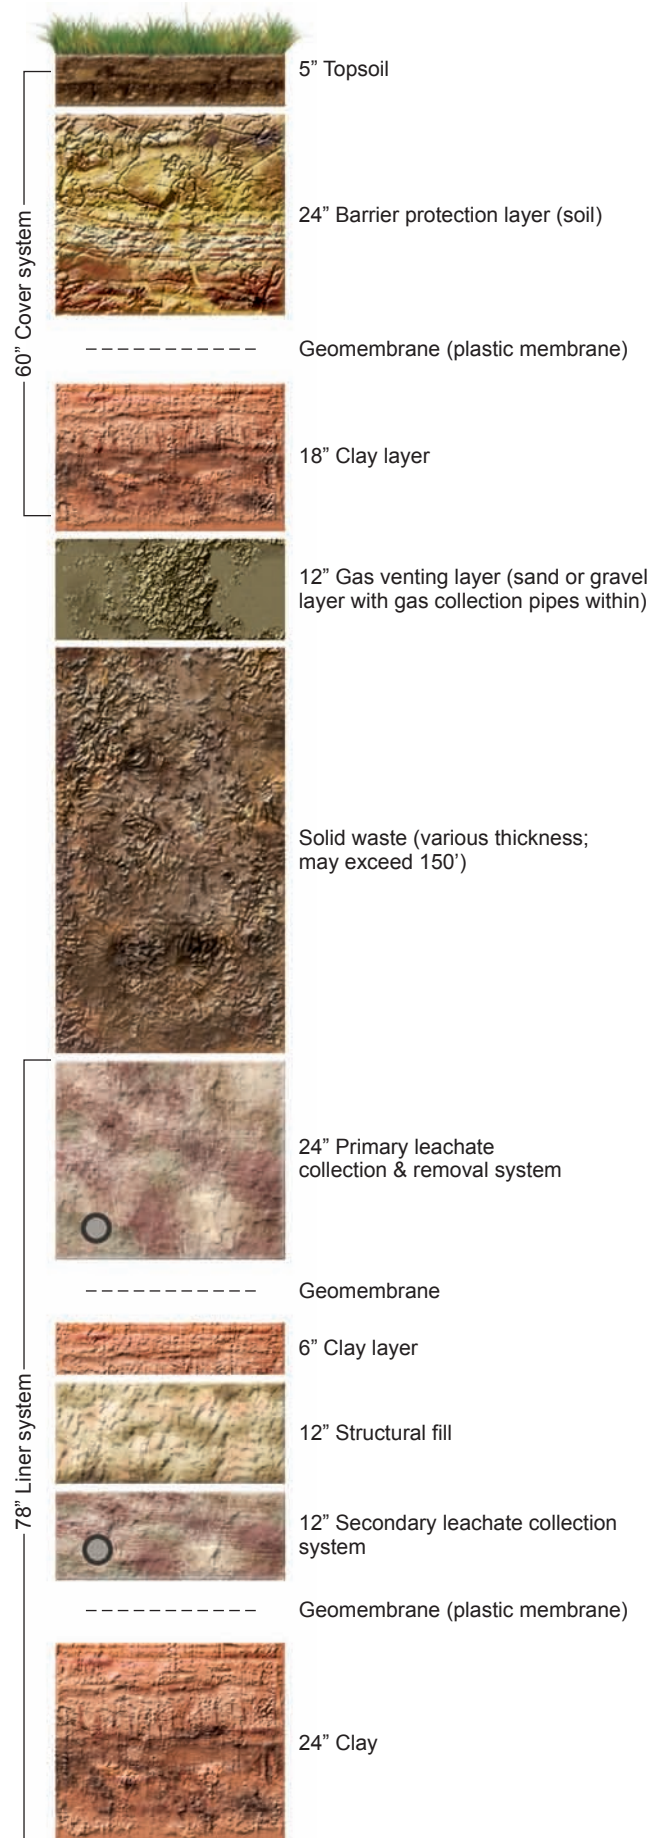 5” Topsoil
24” Barrier protection layer (soil)
60” Cover system
Geomembrane (plastic membrane)
18” Clay layer
12” Gas venting layer (sand or gravel
layer with gas collection pipes within)
Solid waste (various thickness;
may exceed 150’)
24” Primary leachate
collection & removal system
Geomembrane
6” Clay layer
78” Liner system
12” Structural fill
12” Secondary leachate collection
system
Geomembrane (plastic membrane)
24” Clay